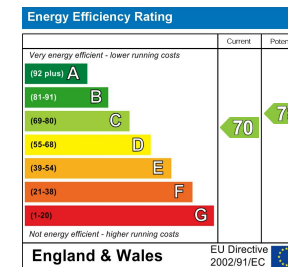 Energy Efficiency Rating
Current
Very energy efficient - lower running costs
(92 plus) A
(81-91) B
(69-80) C
70
(55-68) D
(39-54) E
(21-38) F
(1-20) G
Not energy efficient - higher running costs
England & Wales
EU Directive
2002/91/EC